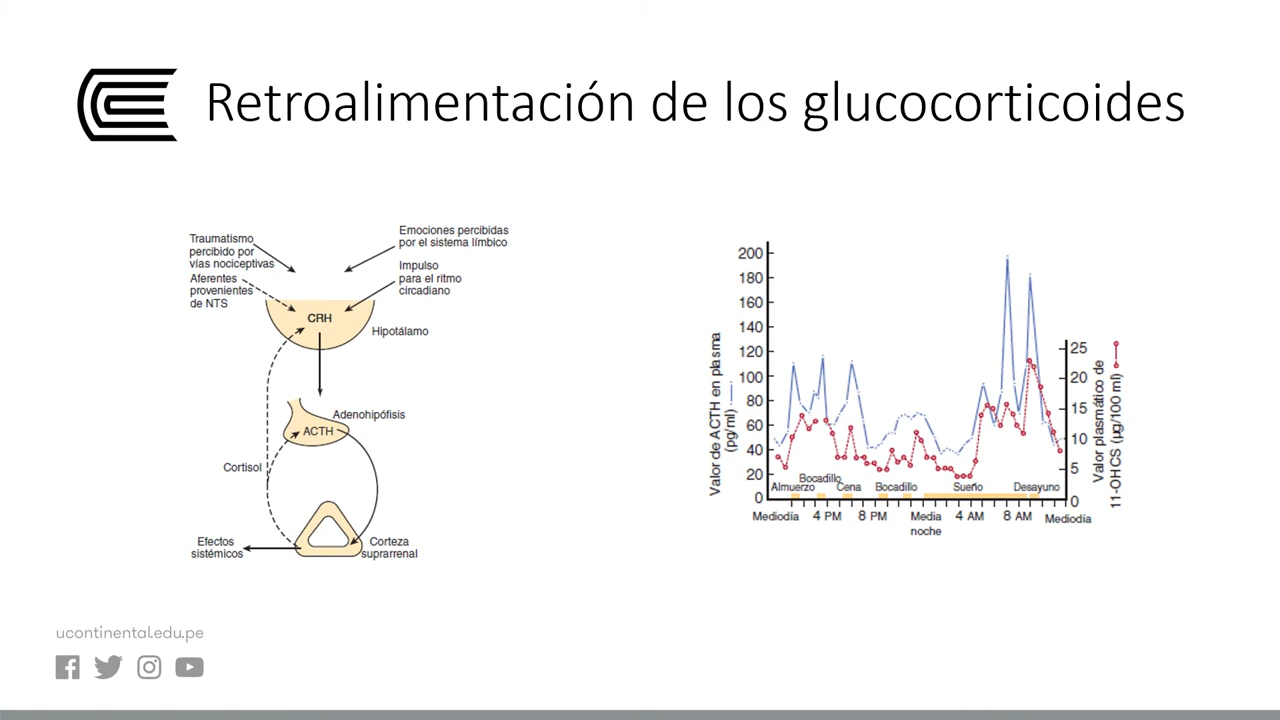 Retroalimentación de los glucocorticoides
Traumatismo
percibido por
vías nociceptivas
Aferentes
provenientes
de NTS
Emociones percibidas
por el sistema límbico
Impulso
para el ritmo
circadiano
CRH
Hipotálamo
Adenohipófisis
ACTH
Cortisol
Efectos
sistémicos
Corteza
suprarrenal
Valor de ACTH en plasma
(pg/ml)
200
180
160
140
120
100
80
60
40
20
0
25
20
15
10
5
0
Valor plasmático de
11-OHCS (µg/100 ml)
Almuerzo
Bocadillo
Cena
Bocadillo
Sueño
Desayuno
Mediodía
4 PM
8 PM
Media
noche
4 AM
8 AM
Mediodía
ucontinental.edu.pe